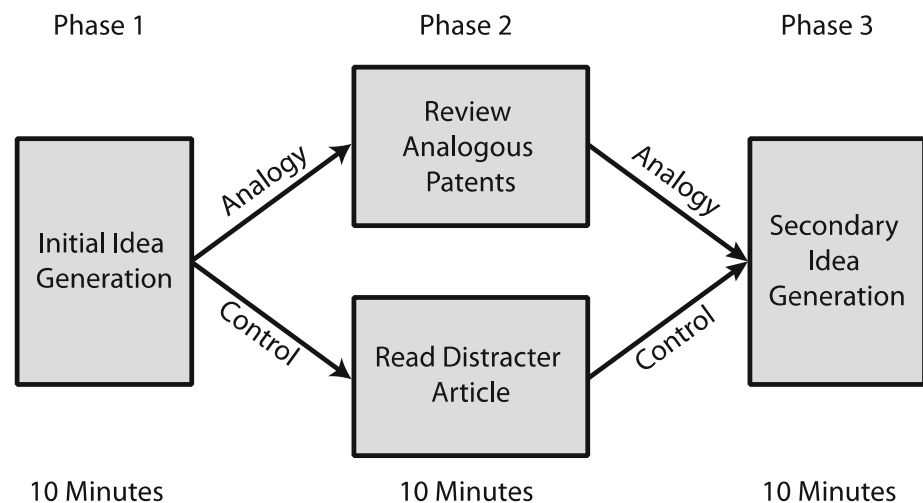 Phase 1
Phase 2
Phase 3
Initial Idea
Generation
Analogy
Control
Review
Analogous
Patents
Read Distracter
Article
Analogy
Control
Secondary
Idea
Generation
10 Minutes
10 Minutes
10 Minutes